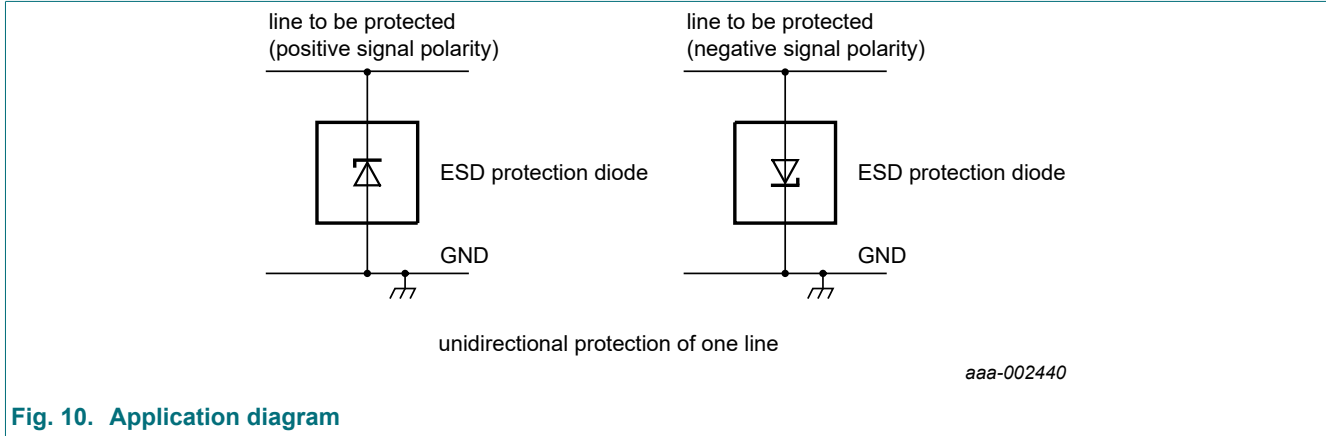 line to be protected
(positive signal polarity)
line to be protected
(negative signal polarity)
ESD protection diode
ESD protection diode
GND
GND
unidirectional protection of one line
aaa-002440
Fig. 10. Application diagram